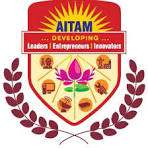 AITAM
... DEVELOPING ...
Leaders | Entrepreneurs | Innovators